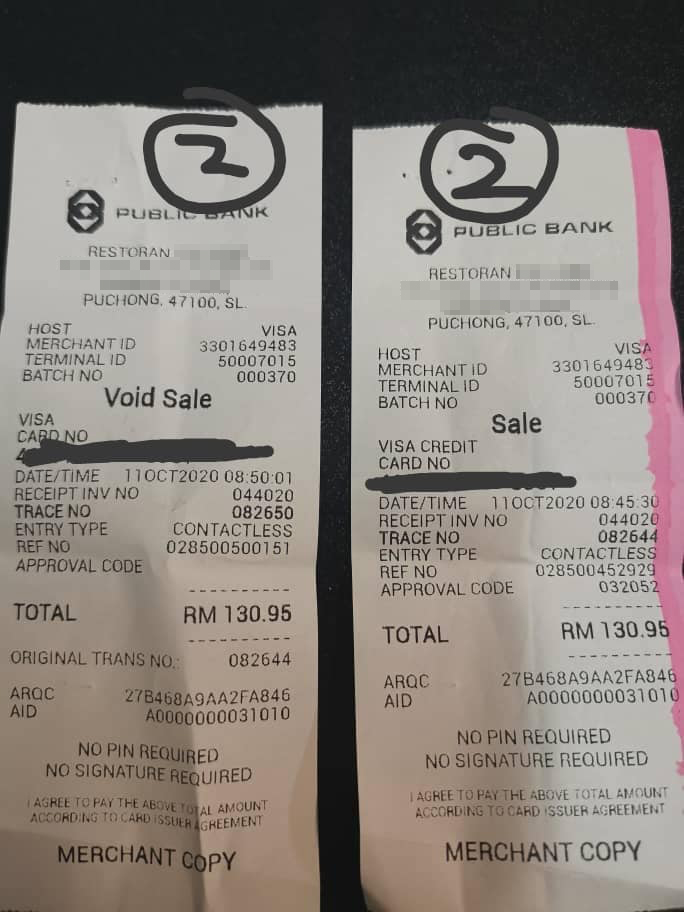 2
PUBLIC BANK
RESTORAN
PUCHONG, 47100, SL.
HOST VISA
MERCHANT ID 3301649483
TERMINAL ID 50007015
BATCH NO 000370
Void Sale
VISA
CARD NO
DATE/TIME 11OCT2020 08:50:01
RECEIPT INV NO 044020
TRACE NO 082650
ENTRY TYPE CONTACTLESS
REF NO 028500500151
APPROVAL CODE
TOTAL RM 130.95
ORIGINAL TRANS NO.: 082644
ARQC 27B468A9AA2FA846
AID A0000000031010
NO PIN REQUIRED
NO SIGNATURE REQUIRED
I AGREE TO PAY THE ABOVE TOTAL AMOUNT
ACCORDING TO CARD ISSUER AGREEMENT
MERCHANT COPY
2
PUBLIC BANK
RESTORAN
PUCHONG, 47100, SL.
HOST VISA
MERCHANT ID 3301649483
TERMINAL ID 50007015
BATCH NO 000370
Sale
VISA CREDIT
CARD NO
DATE/TIME 11OCT2020 08:45:30
RECEIPT INV NO 044020
TRACE NO 082644
ENTRY TYPE CONTACTLESS
REF NO 028500452929
APPROVAL CODE 032052
TOTAL RM 130.95
ARQC 27B468A9AA2FA846
AID A0000000031010
NO PIN REQUIRED
NO SIGNATURE REQUIRED
I AGREE TO PAY THE ABOVE TOTAL AMOUNT
ACCORDING TO CARD ISSUER AGREEMENT
MERCHANT COPY